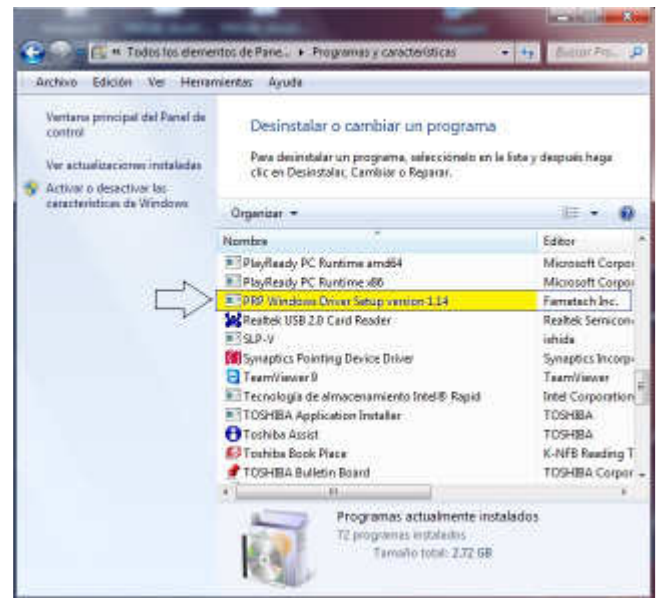 « Todos los elementos de Pane... ▸ Programas y características
Buscar Pro...
Archivo Edición Ver Herramientas Ayuda
Ventana principal del Panel de
control
Ver actualizaciones instaladas
Activar o desactivar las
características de Windows
Desinstalar o cambiar un programa
Para desinstalar un programa, selecciónelo en la lista y después haga
clic en Desinstalar, Cambiar o Reparar.
Organizar
Nombre Editor
PlayReady PC Runtime amd64 Microsoft Corpor
PlayReady PC Runtime x86 Microsoft Corpor
PRP Windows Driver Setup version 1.14 Fametech Inc.
Realtek USB 2.0 Card Reader Realtek Semicon
SLP-V ishida
Synaptics Pointing Device Driver Synaptics Incorp
TeamViewer 9 TeamViewer
Tecnología de almacenamiento Intel® Rapid Intel Corporation
TOSHIBA Application Installer TOSHIBA
Toshiba Assist TOSHIBA
Toshiba Book Place K-NFB Reading T
TOSHIBA Bulletin Board TOSHIBA Corpor
Programas actualmente instalados
72 programas instalados
Tamaño total: 2,72 GB